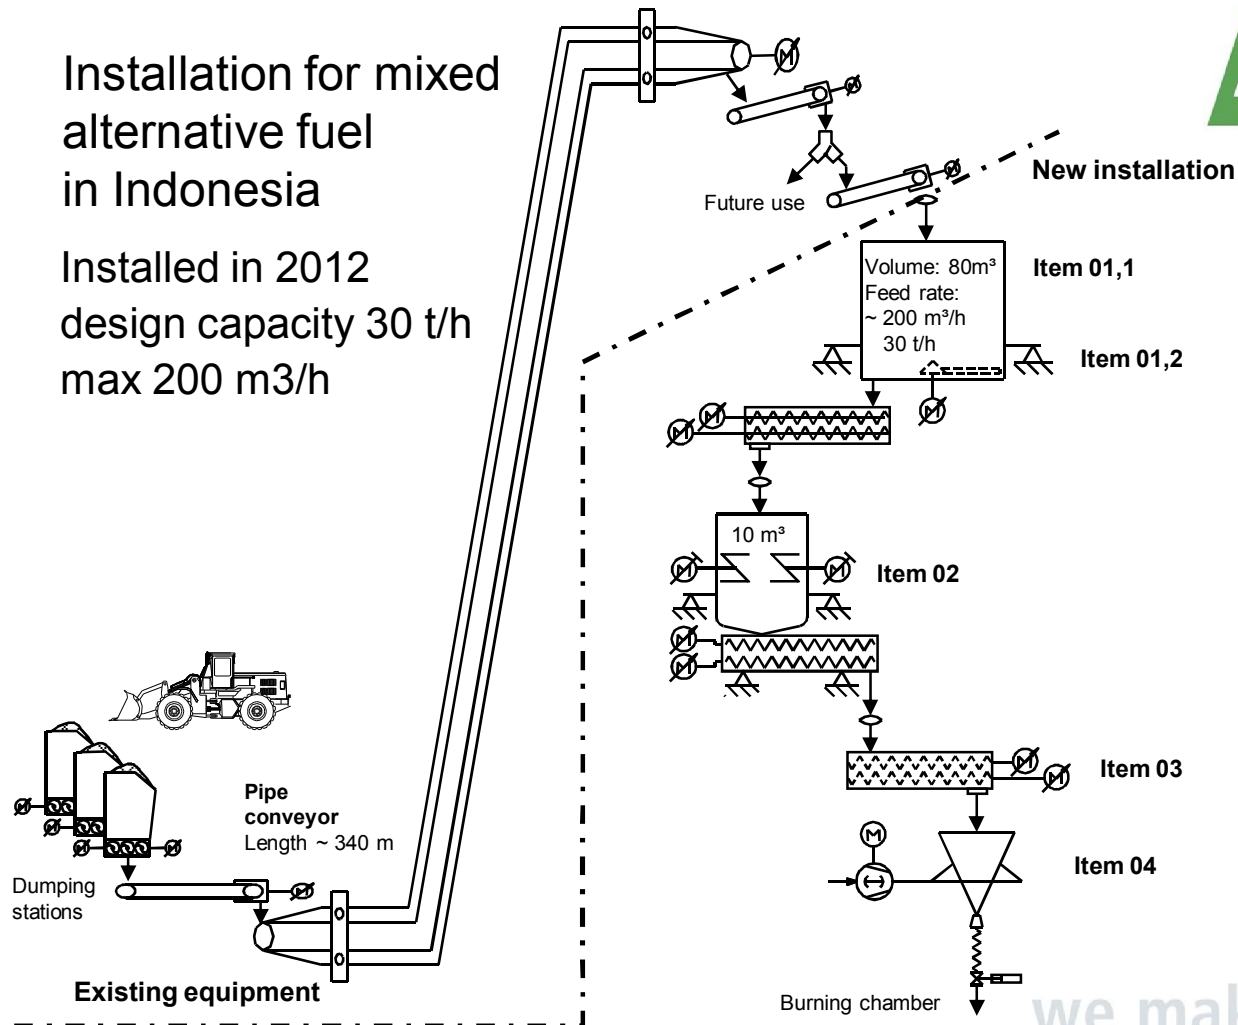 Installation for mixed
alternative fuel
in Indonesia
Installed in 2012
design capacity 30 t/h
max 200 m3/h
M
M
Future use
M
New installation
Volume: 80m³
Feed rate:
~ 200 m³/h
30 t/h
Item 01,1
Item 01,2
M
M
M
10 m³
M
M
Item 02
M
M
M
M
Item 03
M
Item 04
Burning chamber
Pipe
conveyor
Length ~ 340 m
M
M
M
M
M
Dumping
stations
Existing equipment
we mak